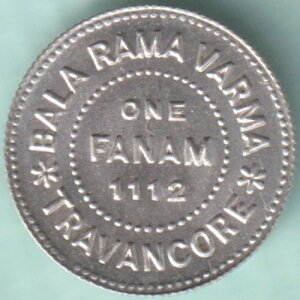 BALA RAMA VARMA
ONE
FANAM
1112
* TRAVANCORE *